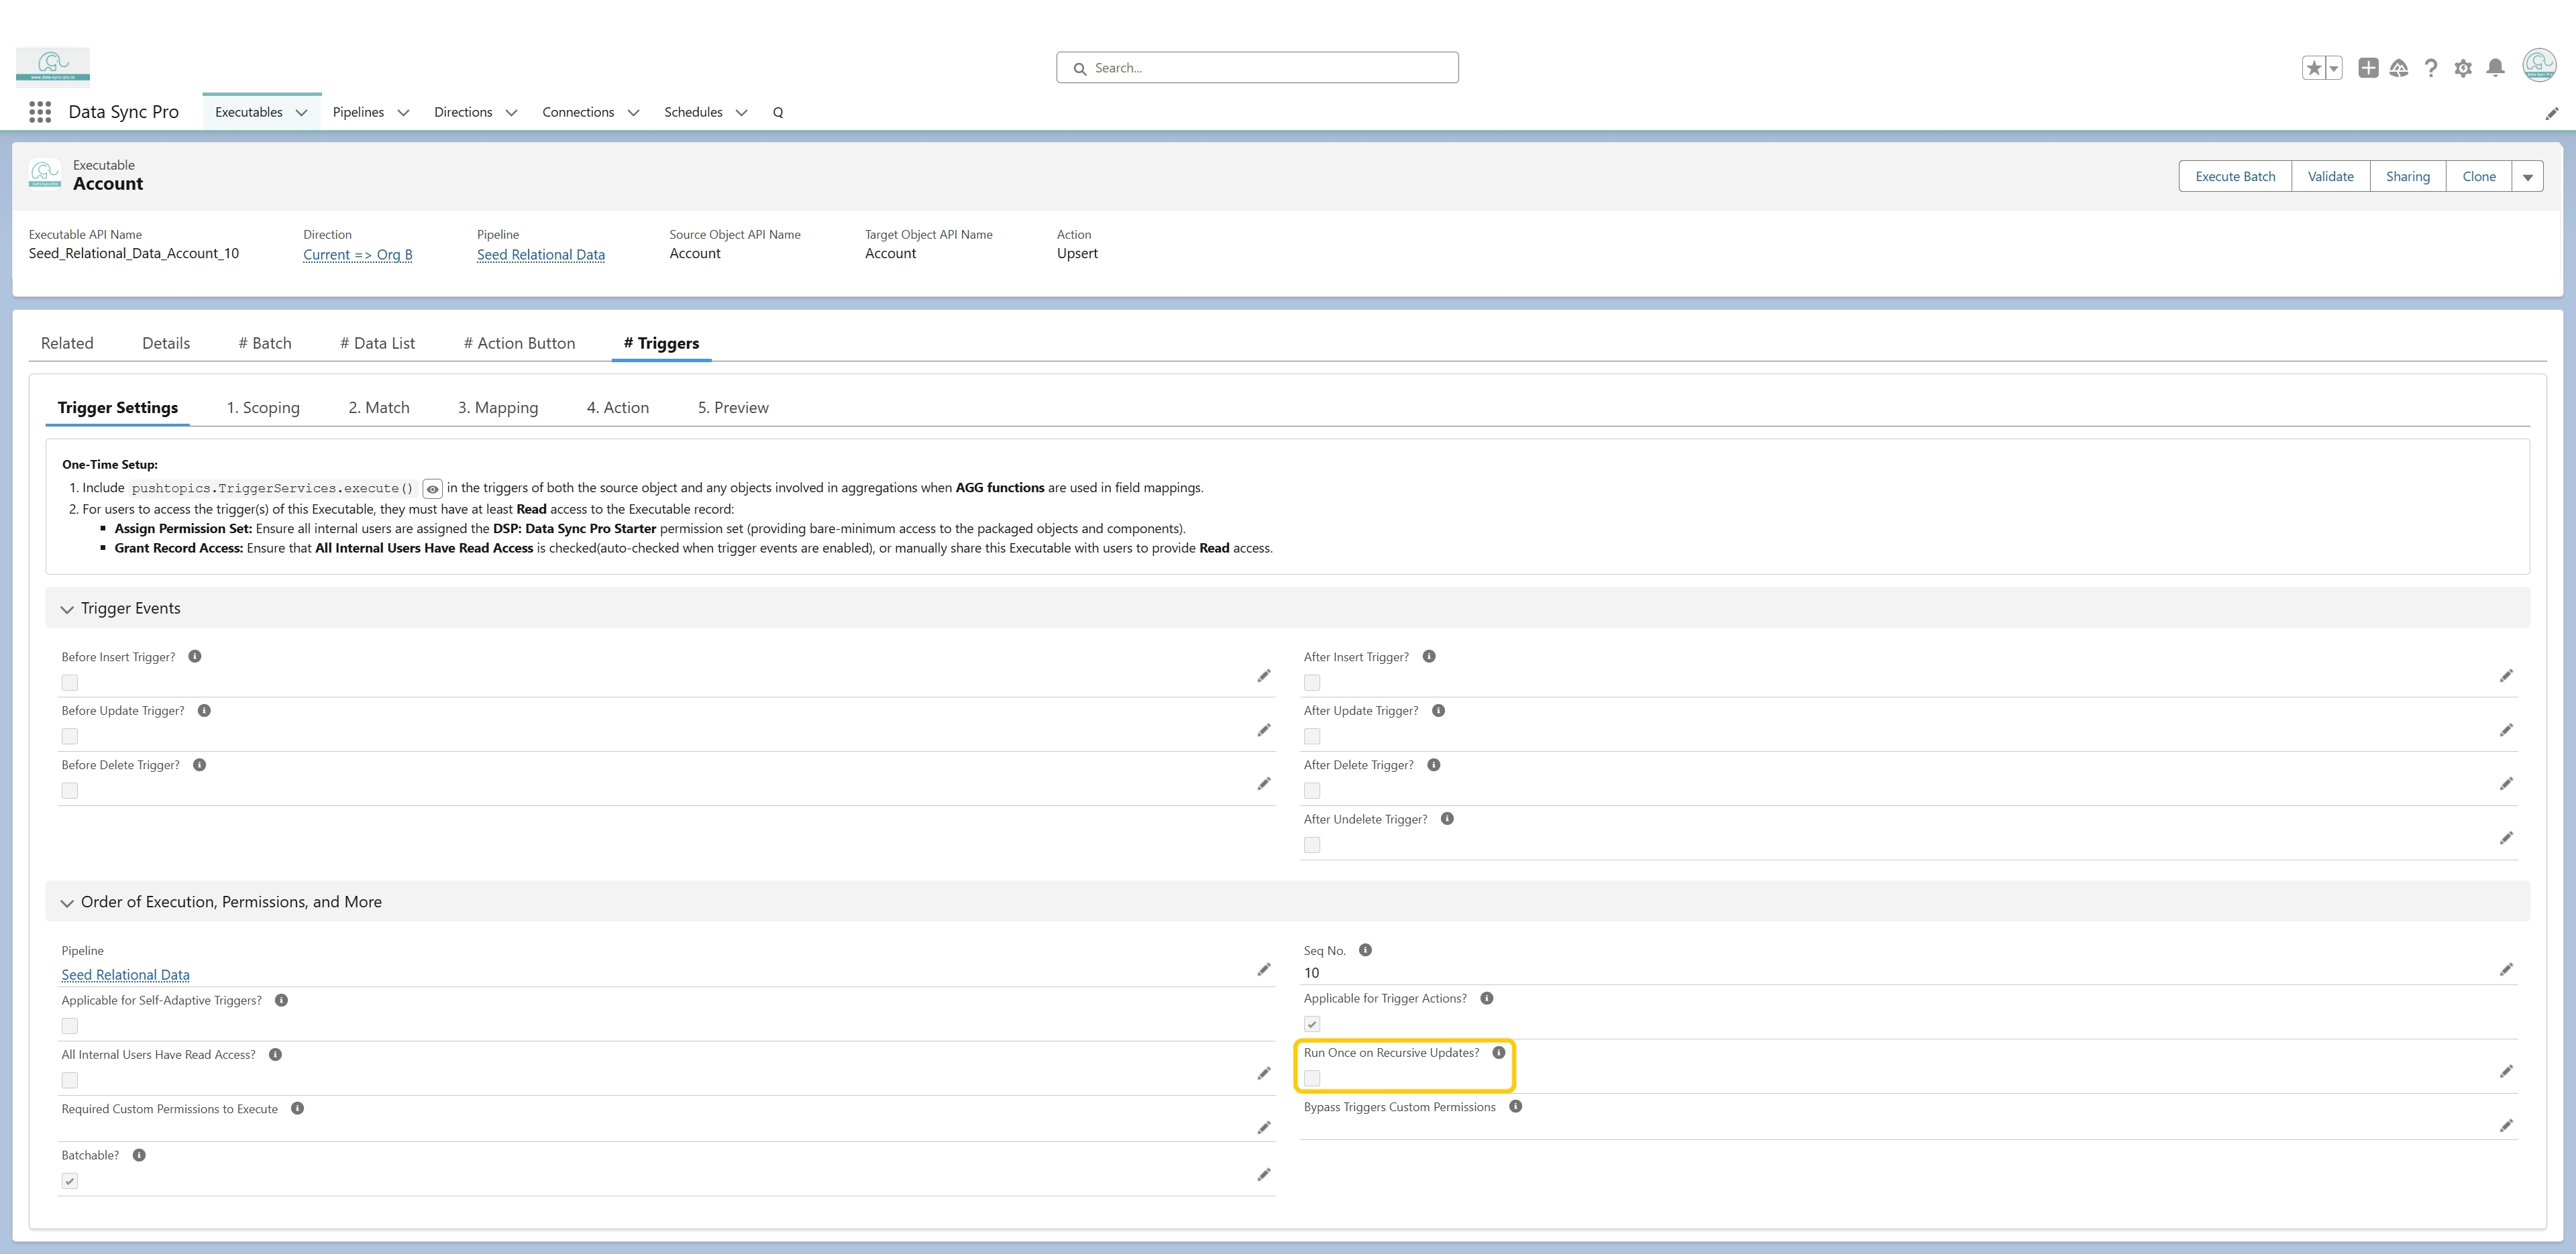 www.data-sync-pro.io
Search...
Data Sync Pro
Executables
Pipelines
Directions
Connections
Schedules
Q
Executable
Account
Execute Batch
Validate
Sharing
Clone
Executable API Name
Seed_Relational_Data_Account_10
Direction
Current => Org B
Pipeline
Seed Relational Data
Source Object API Name
Account
Target Object API Name
Account
Action
Upsert
Related
Details
# Batch
# Data List
# Action Button
# Triggers
Trigger Settings
1. Scoping
2. Match
3. Mapping
4. Action
5. Preview
One-Time Setup:
1. Include pushtopics.TriggerServices.execute() in the triggers of both the source object and any objects involved in aggregations when AGG functions are used in field mappings.
2. For users to access the trigger(s) of this Executable, they must have at least Read access to the Executable record:
Assign Permission Set: Ensure all internal users are assigned the DSP: Data Sync Pro Starter permission set (providing bare-minimum access to the packaged objects and components).
Grant Record Access: Ensure that All Internal Users Have Read Access is checked(auto-checked when trigger events are enabled), or manually share this Executable with users to provide Read access.
Trigger Events
Before Insert Trigger?
After Insert Trigger?
Before Update Trigger?
After Update Trigger?
Before Delete Trigger?
After Delete Trigger?
After Undelete Trigger?
Order of Execution, Permissions, and More
Pipeline
Seed Relational Data
Seq No.
10
Applicable for Self-Adaptive Triggers?
Applicable for Trigger Actions?
All Internal Users Have Read Access?
Run Once on Recursive Updates?
Required Custom Permissions to Execute
Bypass Triggers Custom Permissions
Batchable?